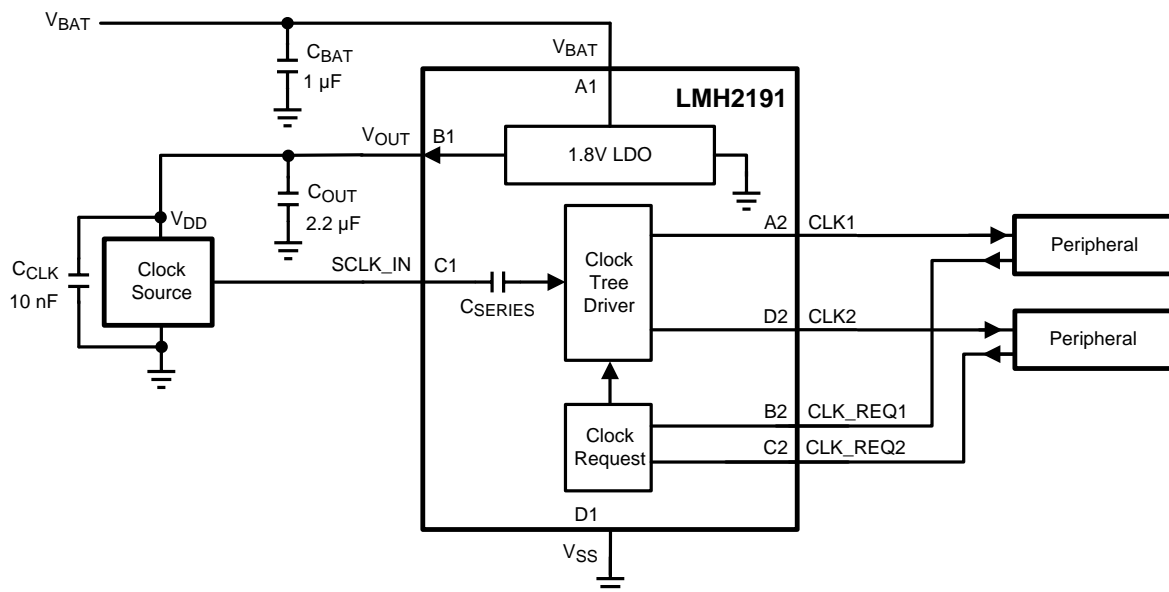 VBAT
CBAT
1 µF
VBAT
A1
LMH2191
VOUT
B1
1.8V LDO
COUT
2.2 µF
VDD
CCLK
10 nF
Clock
Source
SCLK_IN
C1
CSERIES
Clock
Tree
Driver
A2
CLK1
Peripheral
D2
CLK2
Peripheral
Clock
Request
B2
CLK_REQ1
C2
CLK_REQ2
D1
VSS